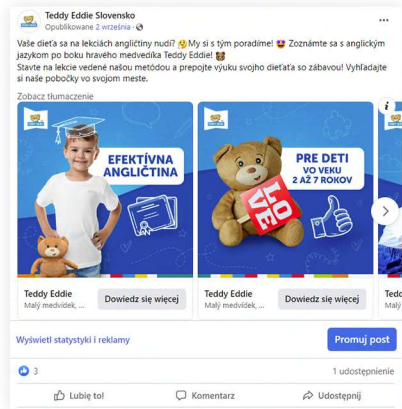 Teddy Eddie Slovensko
Opublikowane 2 września ·
Vaše dieťa sa na lekciách angličtiny nudí? 🤔 My si s tým poradíme! 🤩 Zoznámte sa s anglickým
jazykom po boku hravého medvedíka Teddy Eddie! 🐻
Stavte na lekcie vedené našou metódou a prepojte výuku svojho dieťaťa so zábavou! Vyhľadajte
si naše pobočky vo svojom meste.
Zobacz tłumaczenie
EFEKTÍVNA
ANGLIČTINA
PRE DETI
VO VEKU
2 AŽ 7 ROKOV
LOVE
Teddy Eddie
Malý medvídek, ...
Dowiedz się więcej
Teddy Eddie
Malý medvídek, ...
Dowiedz się więcej
Tedd
Malý
Wyświetl statystyki i reklamy
Promuj post
3
1 udostępnienie
Lubię to!
Komentarz
Udostępnij